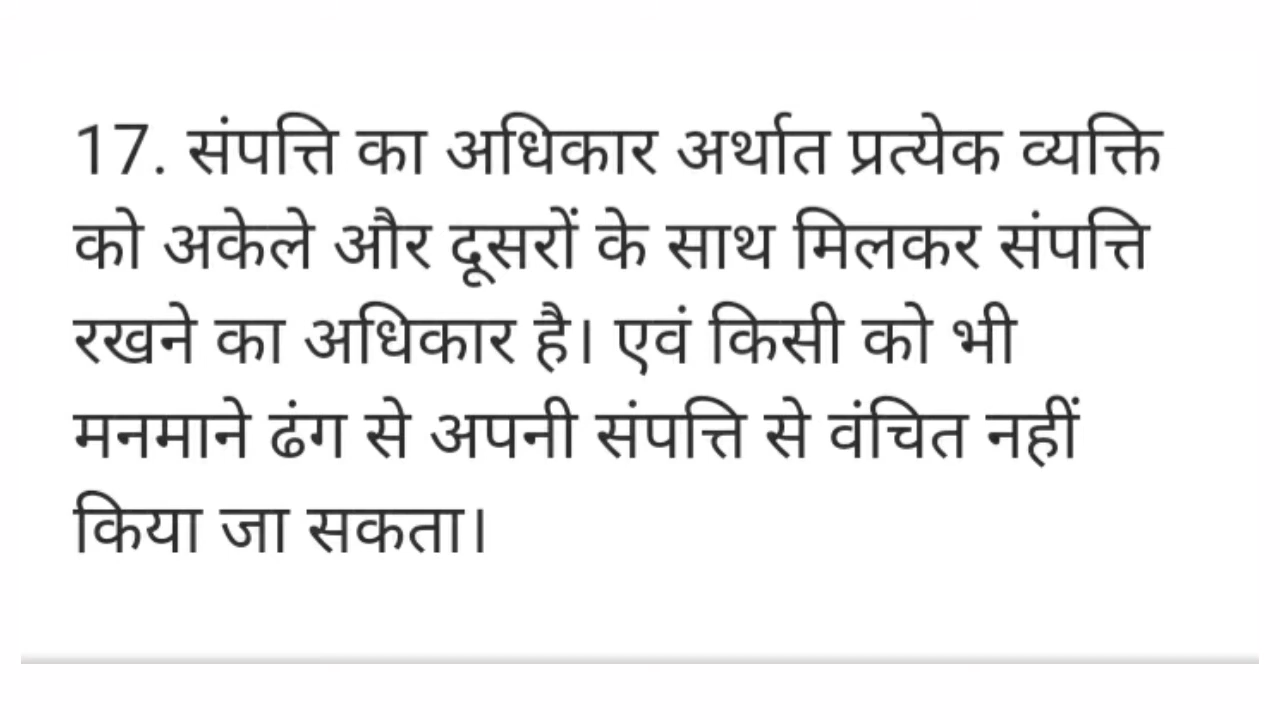 17. संपत्ति का अधिकार अर्थात प्रत्येक व्यक्ति
को अकेले और दूसरों के साथ मिलकर संपत्ति
रखने का अधिकार है। एवं किसी को भी
मनमाने ढंग से अपनी संपत्ति से वंचित नहीं
किया जा सकता।